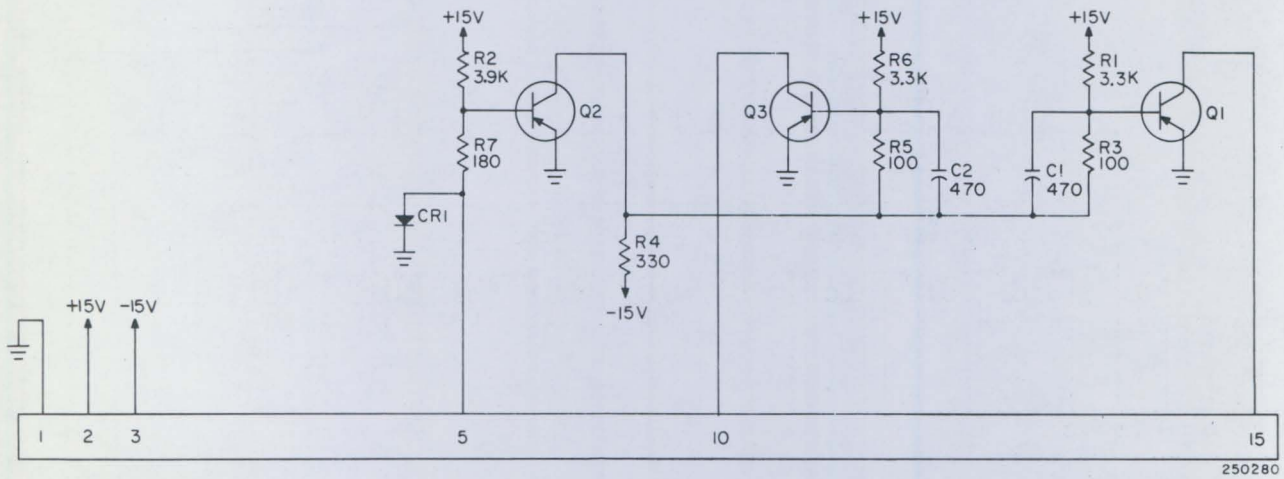 +15V
+15V
+15V
R2
3.9K
R6
3.3K
R1
3.3K
Q2
Q3
Q1
R7
180
R5
100
C2
470
C1
470
R3
100
CR1
R4
330
-15V
+15V
-15V
1
2
3
5
10
15
250280